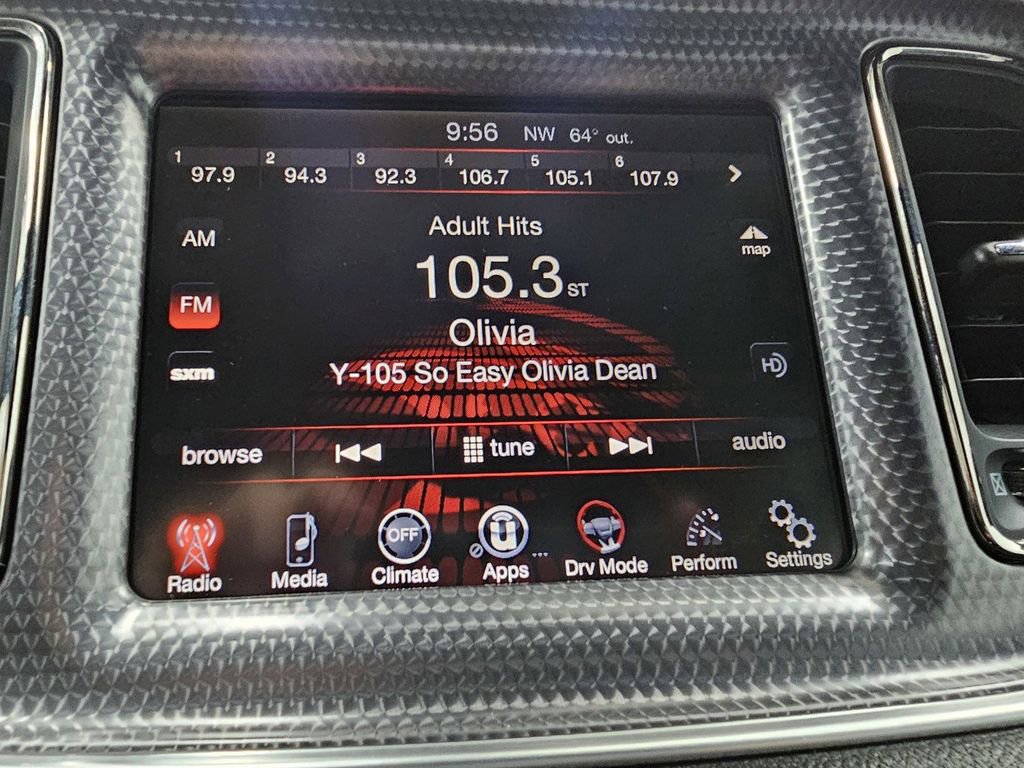 9:56 NW 64° out.
1 2 3 4 5 6
97.9 94.3 92.3 106.7 105.1 107.9
Adult Hits
AM
map
105.3 ST
FM
Olivia
sxm
Y-105 So Easy Olivia Dean
HD
browse tune audio
OFF
Radio Media Climate Apps Drv Mode Perform Settings